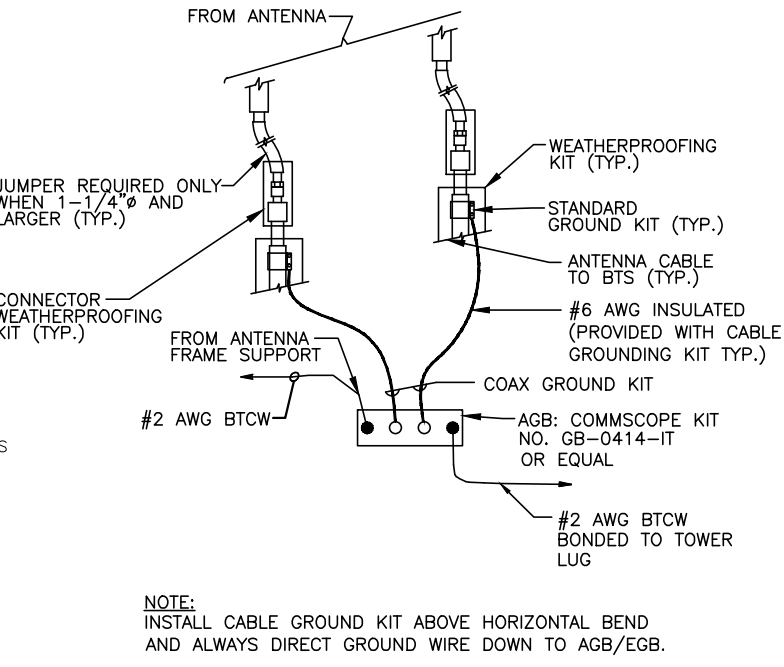 FROM ANTENNA
WEATHERPROOFING
KIT (TYP.)
JUMPER REQUIRED ONLY
WHEN 1-1/4"ø AND
LARGER (TYP.)
STANDARD
GROUND KIT (TYP.)
ANTENNA CABLE
TO BTS (TYP.)
CONNECTOR
WEATHERPROOFING
KIT (TYP.)
#6 AWG INSULATED
(PROVIDED WITH CABLE
GROUNDING KIT TYP.)
FROM ANTENNA
FRAME SUPPORT
COAX GROUND KIT
#2 AWG BTCW
AGB: COMMSCOPE KIT
NO. GB-0414-IT
OR EQUAL
S
#2 AWG BTCW
BONDED TO TOWER
LUG
NOTE:
INSTALL CABLE GROUND KIT ABOVE HORIZONTAL BEND
AND ALWAYS DIRECT GROUND WIRE DOWN TO AGB/EGB.